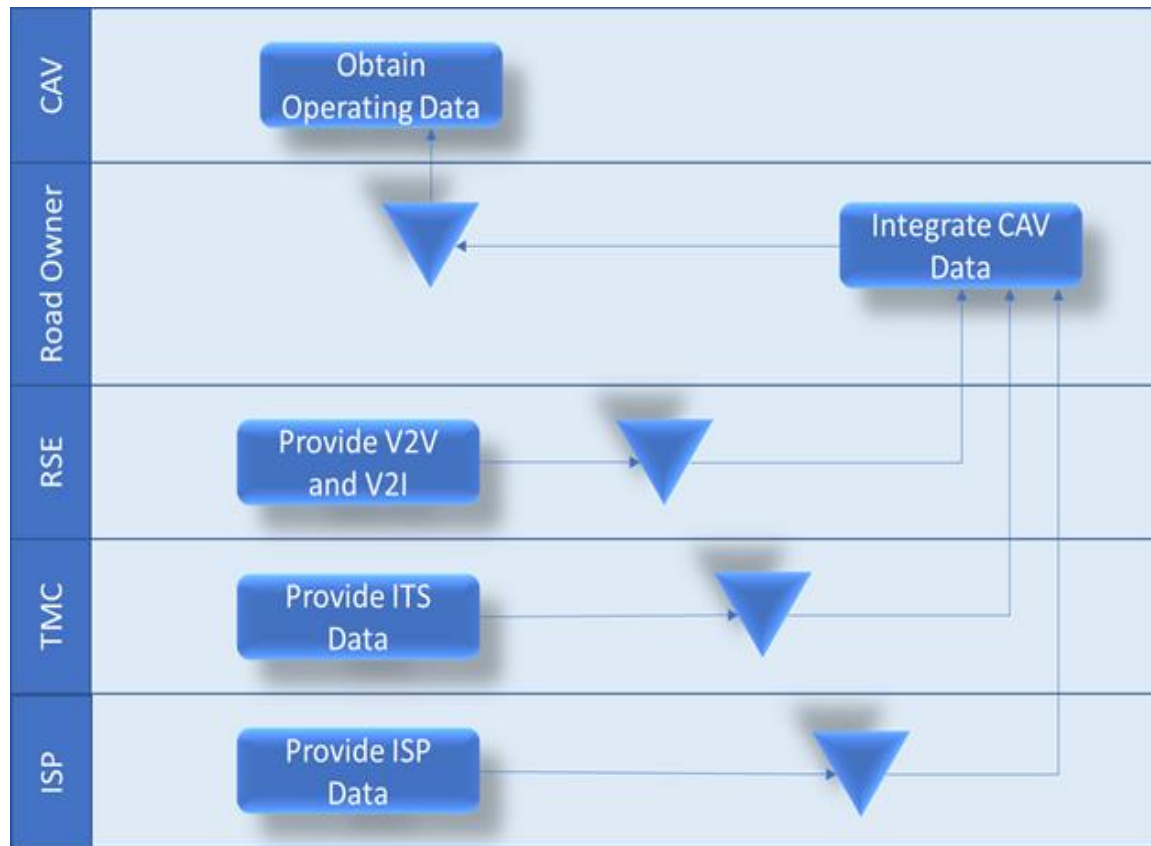 CAV
Obtain
Operating Data
Road Owner
Integrate CAV
Data
RSE
Provide V2V
and V2I
TMC
Provide ITS
Data
ISP
Provide ISP
Data